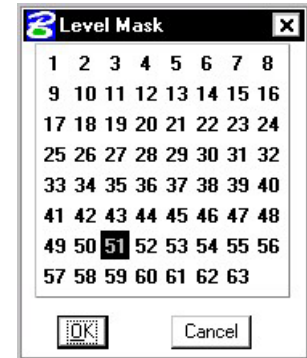 Level Mask
1 2 3 4 5 6 7 8
9 10 11 12 13 14 15 16
17 18 19 20 21 22 23 24
25 26 27 28 29 30 31 32
33 34 35 36 37 38 39 40
41 42 43 44 45 46 47 48
49 50 51 52 53 54 55 56
57 58 59 60 61 62 63
OK Cancel